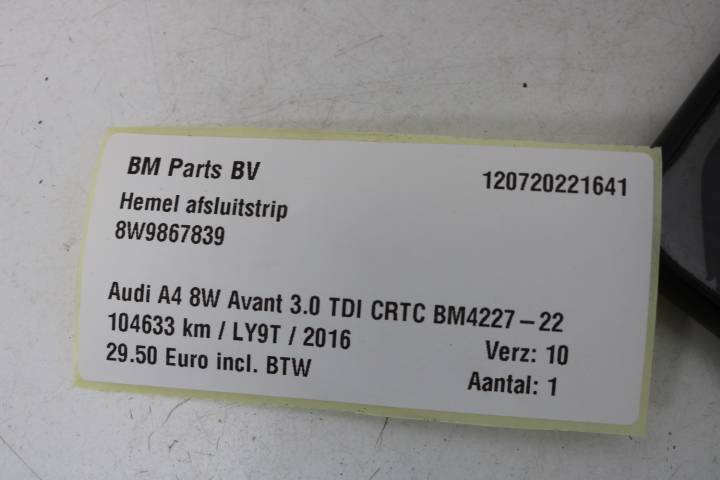 BM Parts BV 120720221641
Hemel afsluitstrip
8W9867839
Audi A4 8W Avant 3.0 TDI CRTC BM4227-22
104633 km / LY9T / 2016 Verz: 10
29.50 Euro incl. BTW Aantal: 1